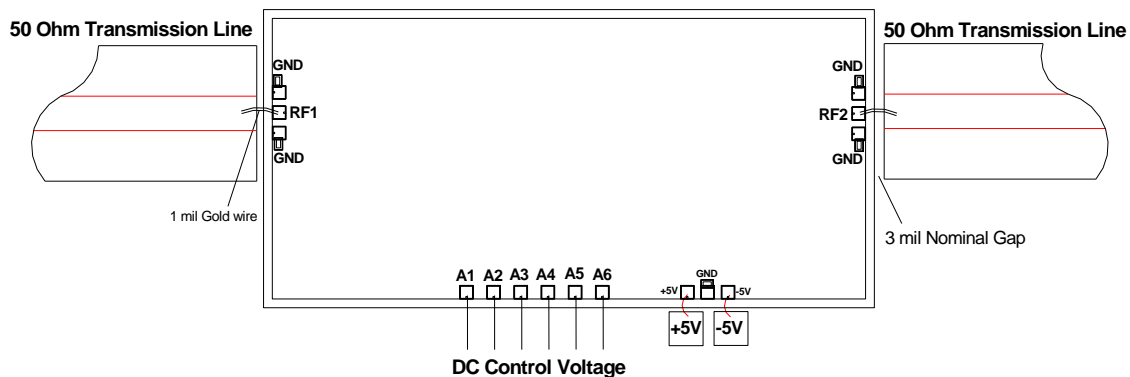 50 Ohm Transmission Line
50 Ohm Transmission Line
GND
GND
RF1
RF2
GND
GND
1 mil Gold wire
3 mil Nominal Gap
A1 A2 A3 A4 A5 A6
GND
+5V
-5V
+5V
-5V
DC Control Voltage